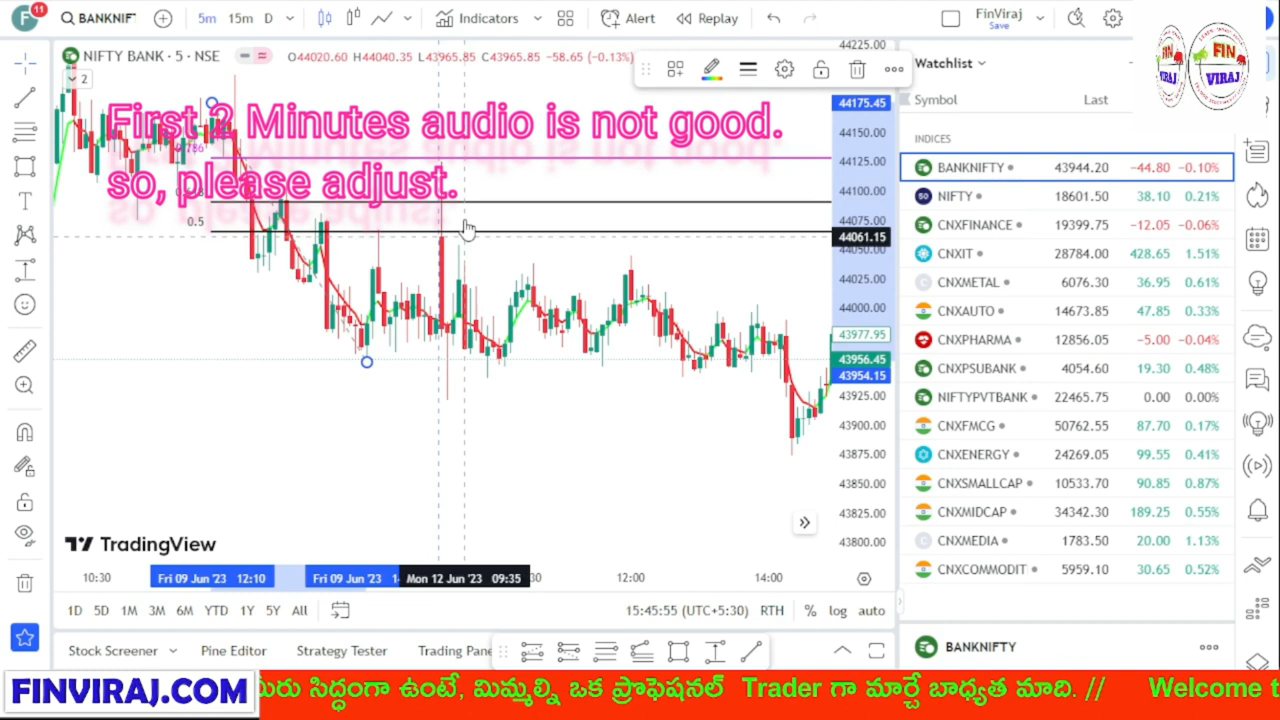 F
11
BANKNIF
5m
15m
D
Indicators
Alert
Replay
FinViraj
Save
NIFTY BANK · 5 · NSE
O44020.60 H44040.35 L43965.85 C43965.85 −58.65 (−0.13%)
2
First 2 Minutes audio is not good.
so, please adjust.
0.786
0.5
44225.00
44175.45
44150.00
44125.00
44100.00
44075.00
44061.15
44050.00
44025.00
44000.00
43977.95
43956.45
43954.15
43925.00
43900.00
43875.00
43850.00
43825.00
43800.00
TradingView
10:30
Fri 09 Jun '23 12:10
Fri 09 Jun '23
Mon 12 Jun '23 09:35
12:00
14:00
1D 5D 1M 3M 6M YTD 1Y 5Y All
15:45:55 (UTC+5:30) RTH % log auto
Stock Screener
Pine Editor
Strategy Tester
Trading Pane
Watchlist
FIN
VIRAJ
FIN
VIRAJ
Symbol Last
INDICES
BANKNIFTY 43944.20 −44.80 −0.10%
NIFTY 18601.50 38.10 0.21%
CNXFINANCE 19399.75 −12.05 −0.06%
CNXIT 28784.00 428.65 1.51%
CNXMETAL 6076.30 36.95 0.61%
CNXAUTO 14673.85 47.85 0.33%
CNXPHARMA 12856.05 −5.00 −0.04%
CNXPSUBANK 4054.60 19.30 0.48%
NIFTYPVTBANK 22465.75 0.00 0.00%
CNXFMCG 50762.55 87.70 0.17%
CNXENERGY 24269.05 99.55 0.41%
CNXSMALLCAP 10533.70 90.85 0.87%
CNXMIDCAP 34342.30 189.25 0.55%
CNXMEDIA 1783.50 20.00 1.13%
CNXCOMMODIT 5959.10 30.65 0.52%
BANKNIFTY
FINVIRAJ.COM
మీరు సిద్ధంగా ఉంటే, మిమ్మల్ని ఒక ప్రొఫెషనల్ Trader గా మార్చే బాధ్యత మాది. // Welcome t